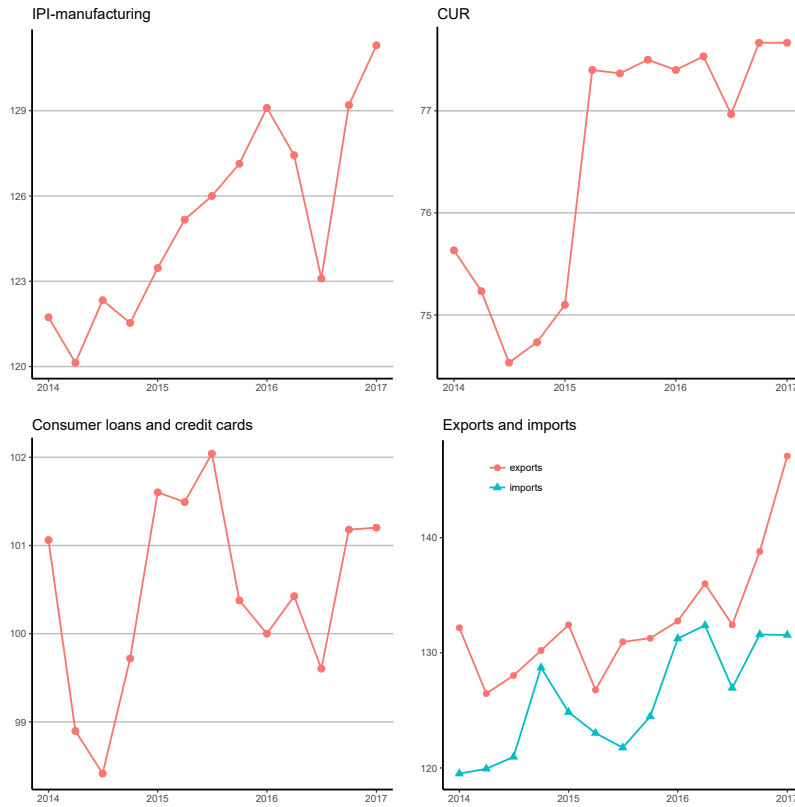 IPI-manufacturing
129
126
123
120
2014 2015 2016 2017
CUR
77
76
75
2014 2015 2016 2017
Consumer loans and credit cards
102
101
100
99
2014 2015 2016 2017
Exports and imports
exports
imports
140
130
120
2014 2015 2016 2017